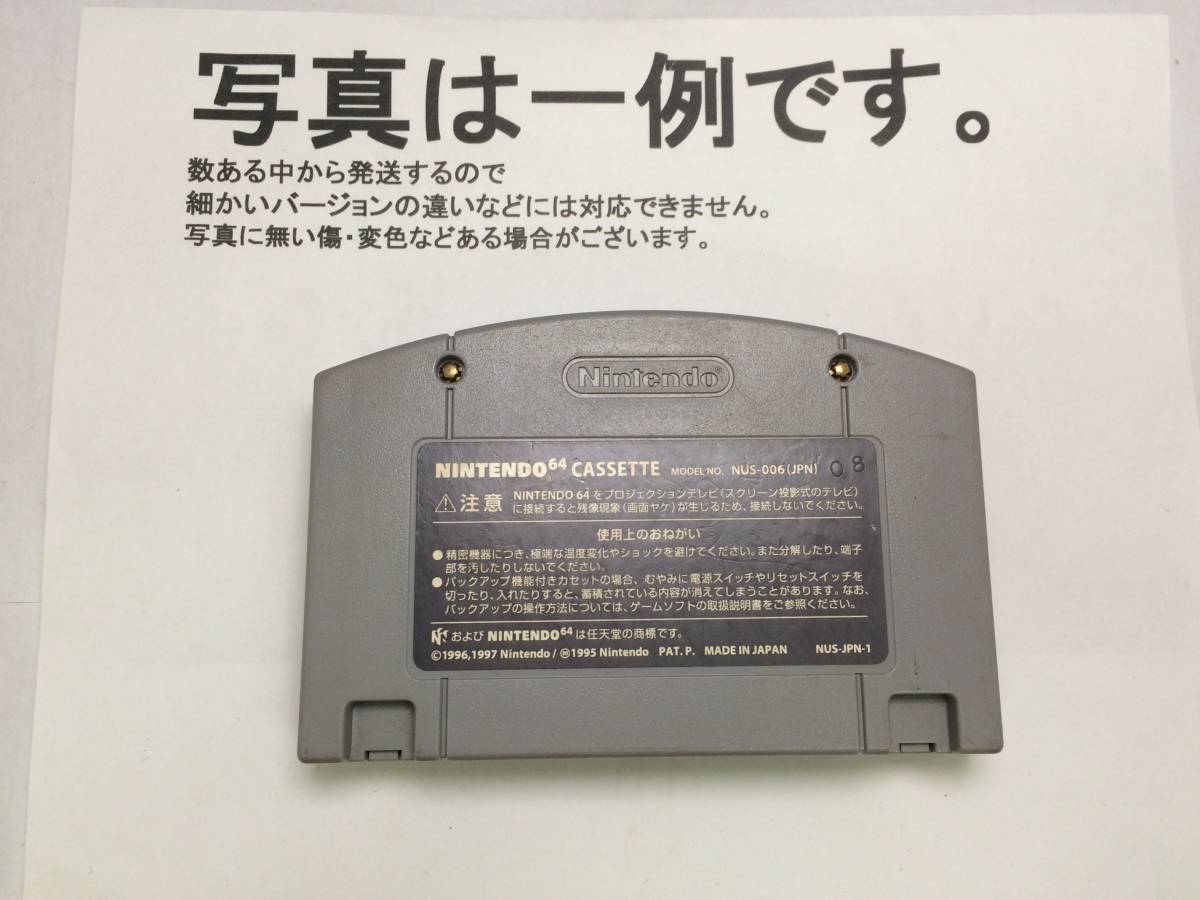 写真は一例です。
数ある中から発送するので
細かいバージョンの違いなどには対応できません。
写真に無い傷・変色などある場合がございます。
Nintendo®
NINTENDO64 CASSETTE MODEL NO. NUS-006(JPN) 08
⚠注意 NINTENDO 64をプロジェクションテレビ(スクリーン投影式のテレビ)
に接続すると残像現象(画面ヤケ)が生じるため、接続しないでください。
使用上のおねがい
●精密機器につき、極端な温度変化やショックを避けてください。また分解したり、端子
部を汚したりしないでください。
●バックアップ機能付きカセットの場合、むやみに電源スイッチやリセットスイッチを
切ったり、入れたりすると、蓄積されている内容が消えてしまうことがあります。なお、
バックアップの操作方法については、ゲームソフトの取扱説明書をご参照ください。
および NINTENDO64 は任天堂の商標です。
©1996,1997 Nintendo/Ⓜ1995 Nintendo PAT. P. MADE IN JAPAN NUS-JPN-1